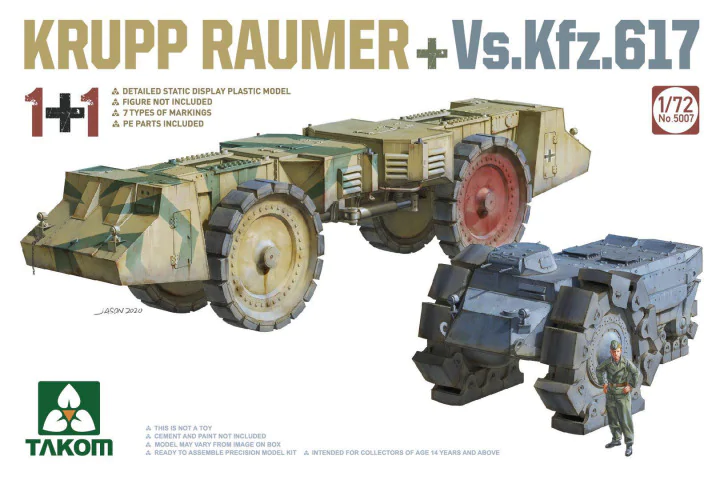 KRUPP RAUMER + Vs.Kfz.617
1+1
DETAILED STATIC DISPLAY PLASTIC MODEL
FIGURE NOT INCLUDED
7 TYPES OF MARKINGS
PE PARTS INCLUDED
1/72
No.5007
JASON 2020
TAKOM
THIS IS NOT A TOY
CEMENT AND PAINT NOT INCLUDED
MODEL MAY VARY FROM IMAGE ON BOX
READY TO ASSEMBLE PRECISION MODEL KIT
INTENDED FOR COLLECTORS OF AGE 14 YEARS AND ABOVE